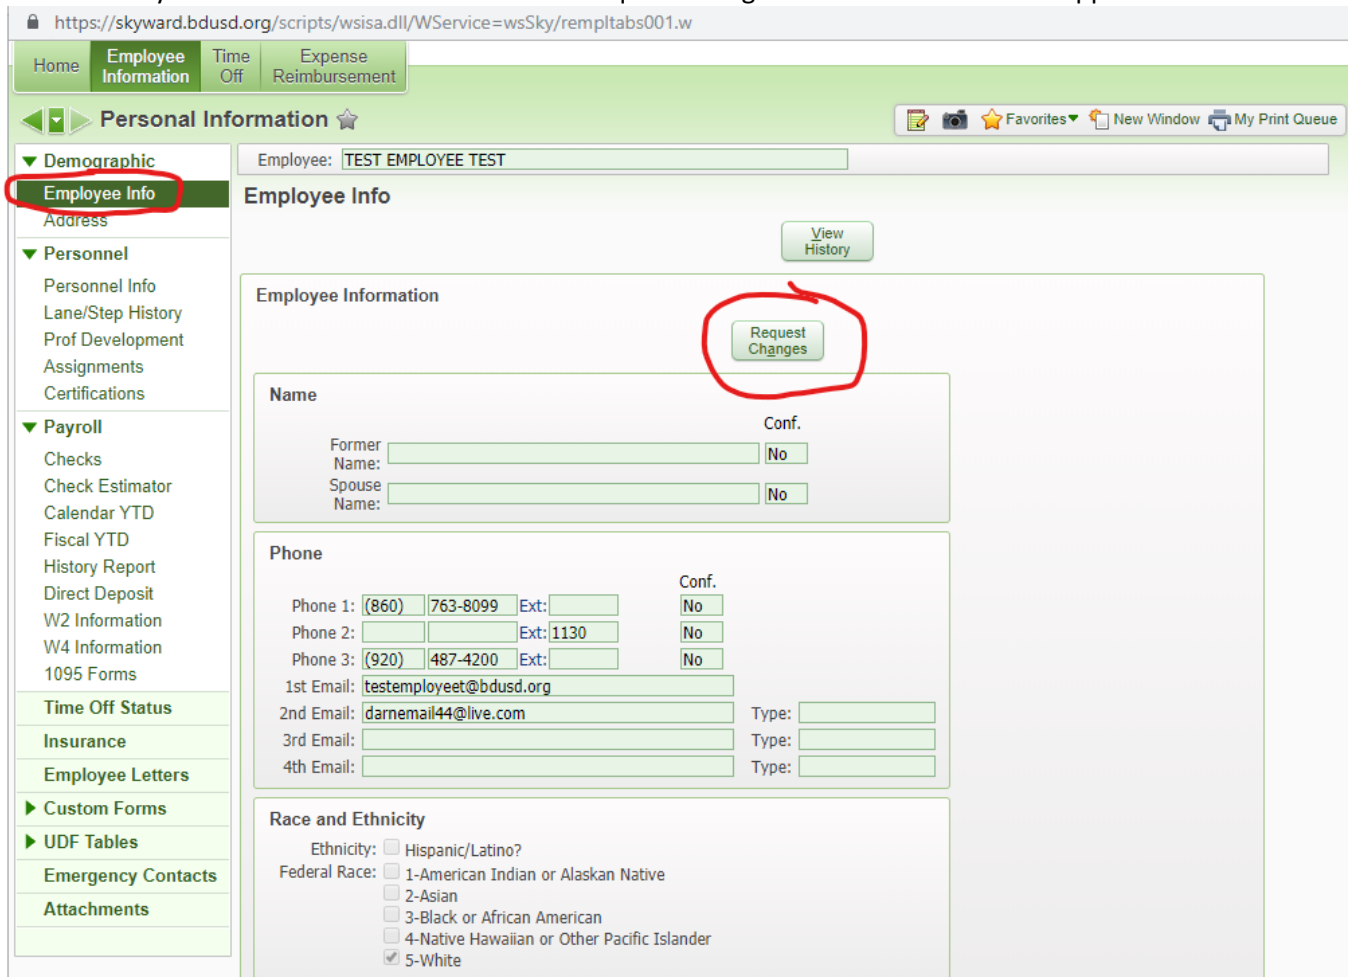 https://skyward.bdusd.org/scripts/wsisa.dll/WService=wsSky/rempltabs001.w
Home Employee Information Time Off Expense Reimbursement
Personal Information Favorites New Window My Print Queue
Demographic
Employee Info
Address
Personnel
Personnel Info
Lane/Step History
Prof Development
Assignments
Certifications
Payroll
Checks
Check Estimator
Calendar YTD
Fiscal YTD
History Report
Direct Deposit
W2 Information
W4 Information
1095 Forms
Time Off Status
Insurance
Employee Letters
Custom Forms
UDF Tables
Emergency Contacts
Attachments
Employee: TEST EMPLOYEE TEST
Employee Info
View History
Employee Information
Request Changes
Name
Conf.
Former Name: No
Spouse Name: No
Phone
Conf.
Phone 1: (860) 763-8099 Ext: No
Phone 2: Ext: 1130 No
Phone 3: (920) 487-4200 Ext: No
1st Email: testemployeet@bdusd.org
2nd Email: darnemail44@live.com Type:
3rd Email: Type:
4th Email: Type:
Race and Ethnicity
Ethnicity: Hispanic/Latino?
Federal Race: 1-American Indian or Alaskan Native
2-Asian
3-Black or African American
4-Native Hawaiian or Other Pacific Islander
5-White